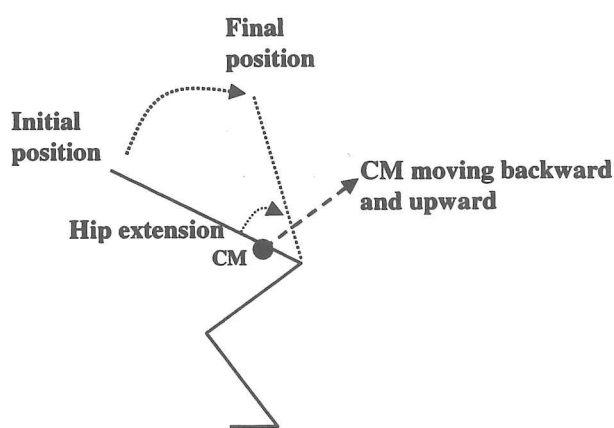 Final
position
Initial
position
CM moving backward
and upward
Hip extension
CM